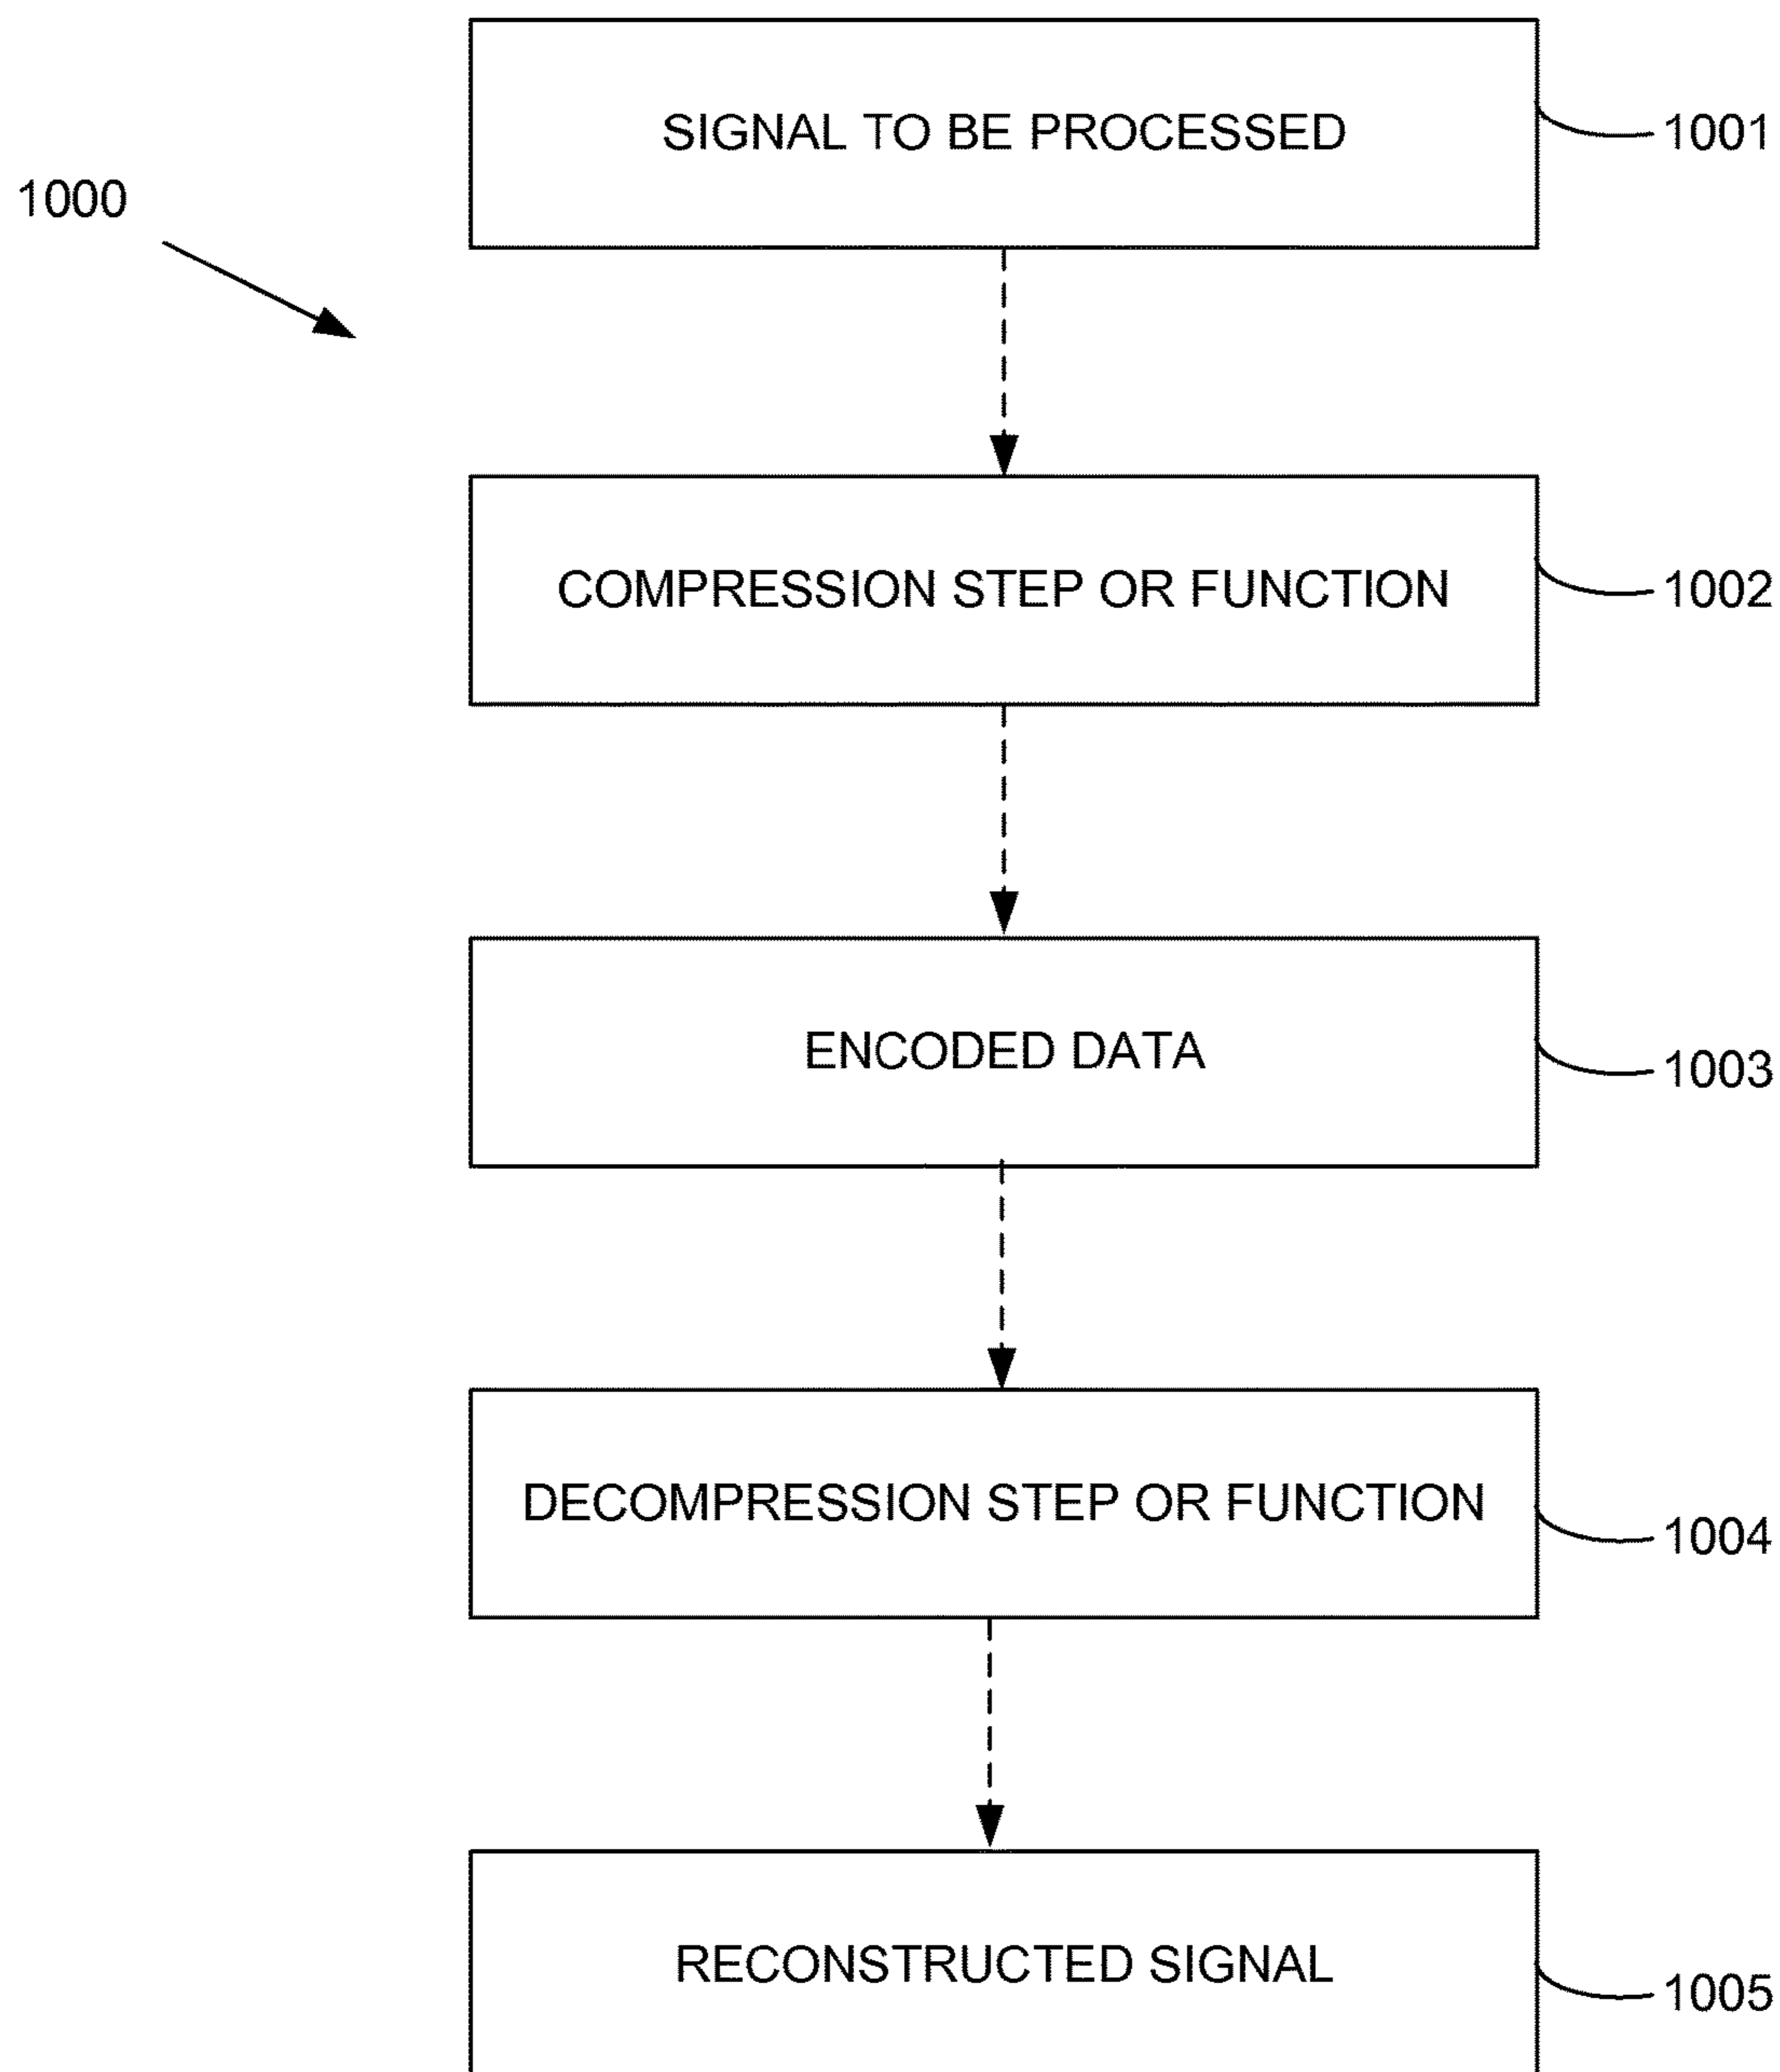 SIGNAL TO BE PROCESSED
1001
1000
COMPRESSION STEP OR FUNCTION
1002
ENCODED DATA
1003
DECOMPRESSION STEP OR FUNCTION
1004
RECONSTRUCTED SIGNAL
1005